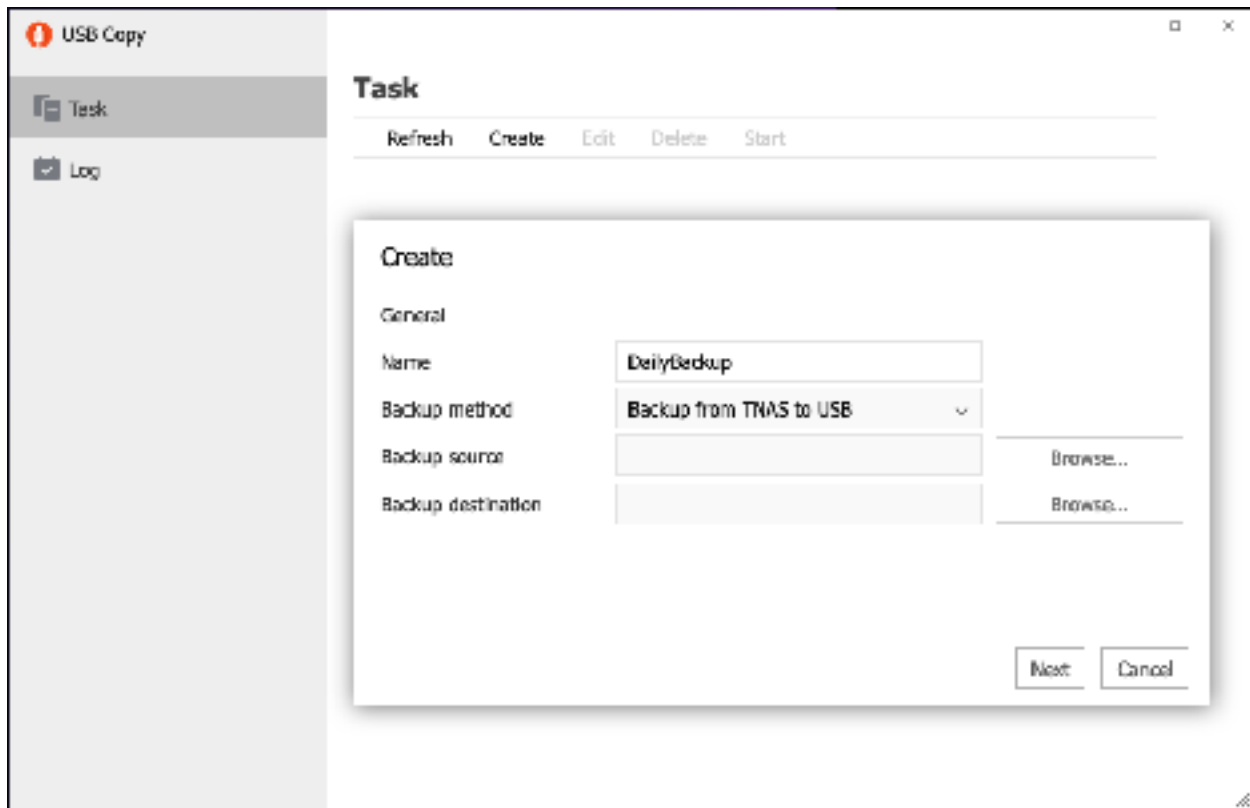 USB Copy
Task
Log
Task
Refresh Create Edit Delete Start
Create
General
Name DailyBackup
Backup method Backup from TNAS to USB
Backup source Browse...
Backup destination Browse...
Next Cancel